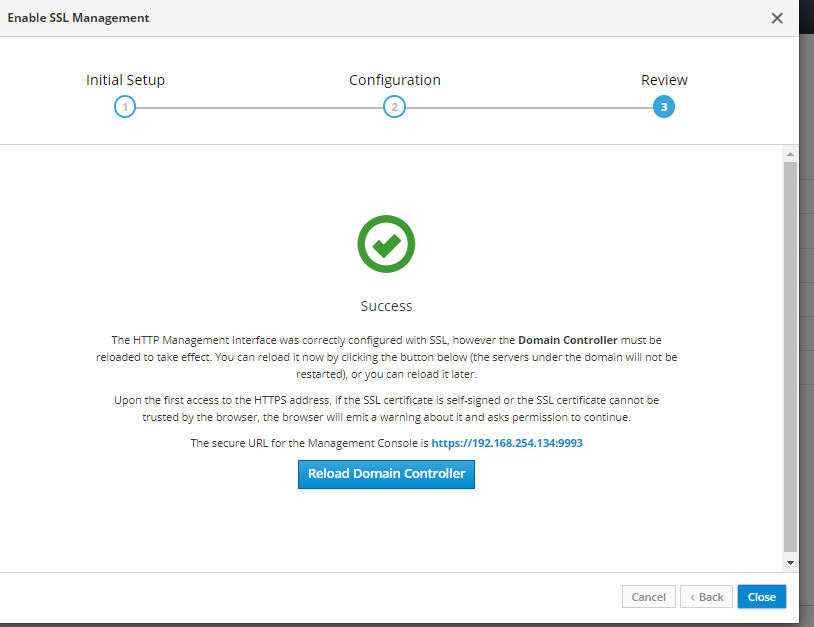 Enable SSL Management
Initial Setup
Configuration
Review
1
2
3
Success
The HTTP Management Interface was correctly configured with SSL, however the Domain Controller must be
reloaded to take effect. You can reload it now by clicking the button below (the servers under the domain will not be
restarted), or you can reload it later.
Upon the first access to the HTTPS address, if the SSL certificate is self-signed or the SSL certificate cannot be
trusted by the browser, the browser will emit a warning about it and asks permission to continue.
The secure URL for the Management Console is https://192.168.254.134:9993
Reload Domain Controller
Cancel
‹ Back
Close